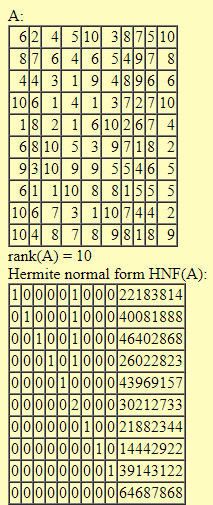 A:
6 2 4 5 10 3 8 7 5 10
8 7 6 4 6 5 4 9 7 8
4 4 3 1 9 4 8 9 6 6
10 6 1 4 1 3 7 2 7 10
1 8 2 1 6 10 2 6 7 4
6 8 10 5 3 9 7 1 8 2
9 3 10 9 9 5 5 4 6 5
6 1 1 10 8 8 1 5 5 5
10 6 7 3 1 10 7 4 4 2
10 4 8 7 8 9 8 1 8 9
rank(A) = 10
Hermite normal form HNF(A):
1 0 0 0 0 1 0 0 0 22183814
0 1 0 0 0 1 0 0 0 40081888
0 0 1 0 0 1 0 0 0 46402868
0 0 0 1 0 1 0 0 0 26022823
0 0 0 0 1 0 0 0 0 43969157
0 0 0 0 0 2 0 0 0 30212733
0 0 0 0 0 0 1 0 0 21882344
0 0 0 0 0 0 0 1 0 14442922
0 0 0 0 0 0 0 0 1 39143122
0 0 0 0 0 0 0 0 0 64687868